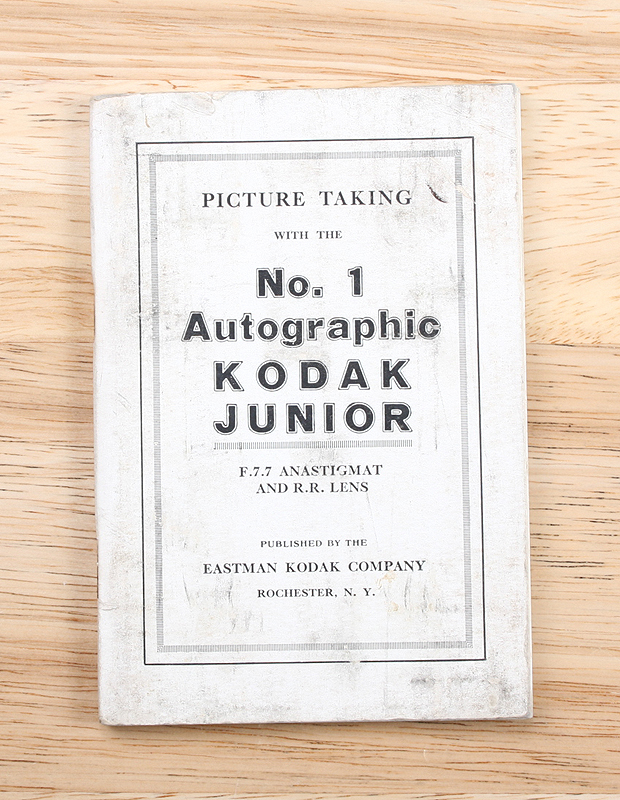 PICTURE TAKING
WITH THE
No. 1
Autographic
KODAK
JUNIOR
F.7.7 ANASTIGMAT
AND R.R. LENS
PUBLISHED BY THE
EASTMAN KODAK COMPANY
ROCHESTER, N. Y.